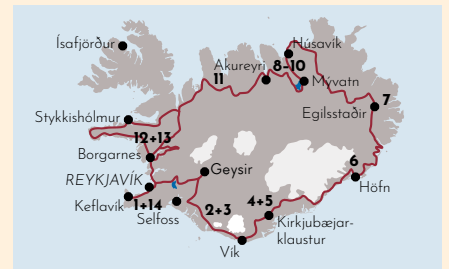 Ísafjörður
Húsavík
11
Akureyri
8–10
Mývatn
7
Egilsstaðir
Stykkishólmur
12+13
Borgarnes
6
Geysir
REYKJAVÍK
Höfn
Keflavík
1+14
4+5
2+3
Selfoss
Kirkjubæjar-
klaustur
Vík